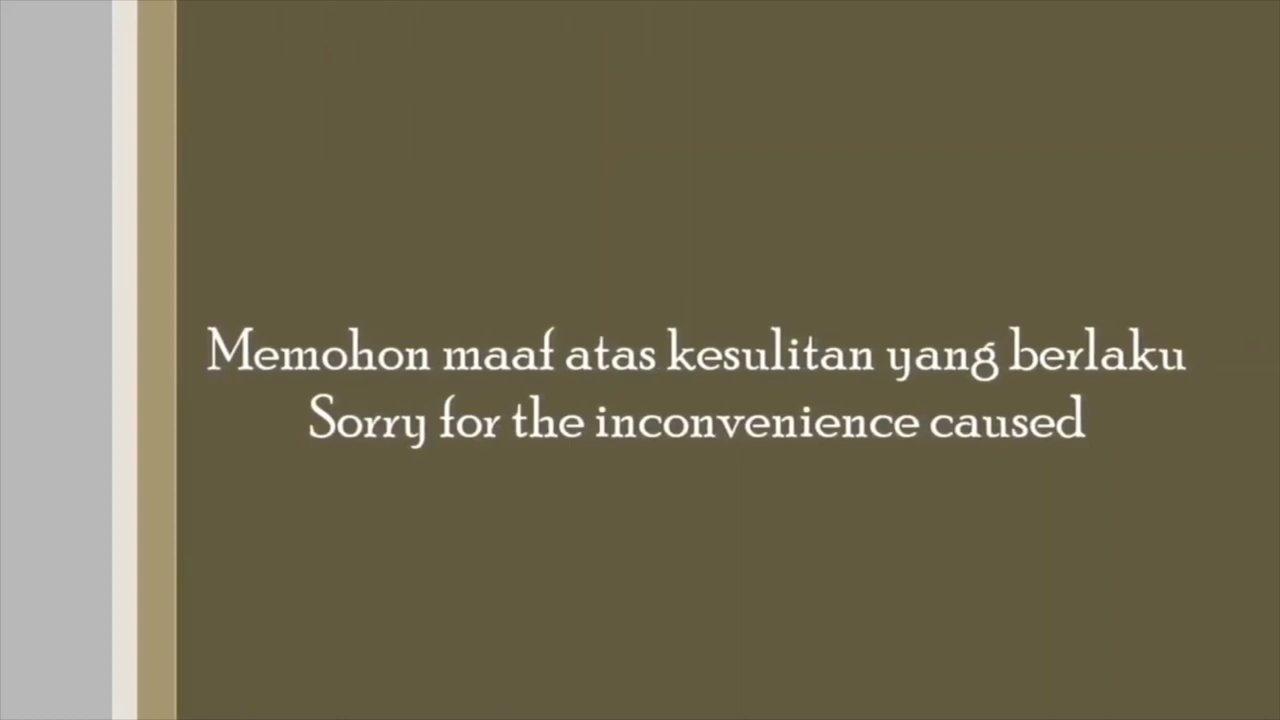 Memohon maaf atas kesulitan yang berlaku
Sorry for the inconvenience caused